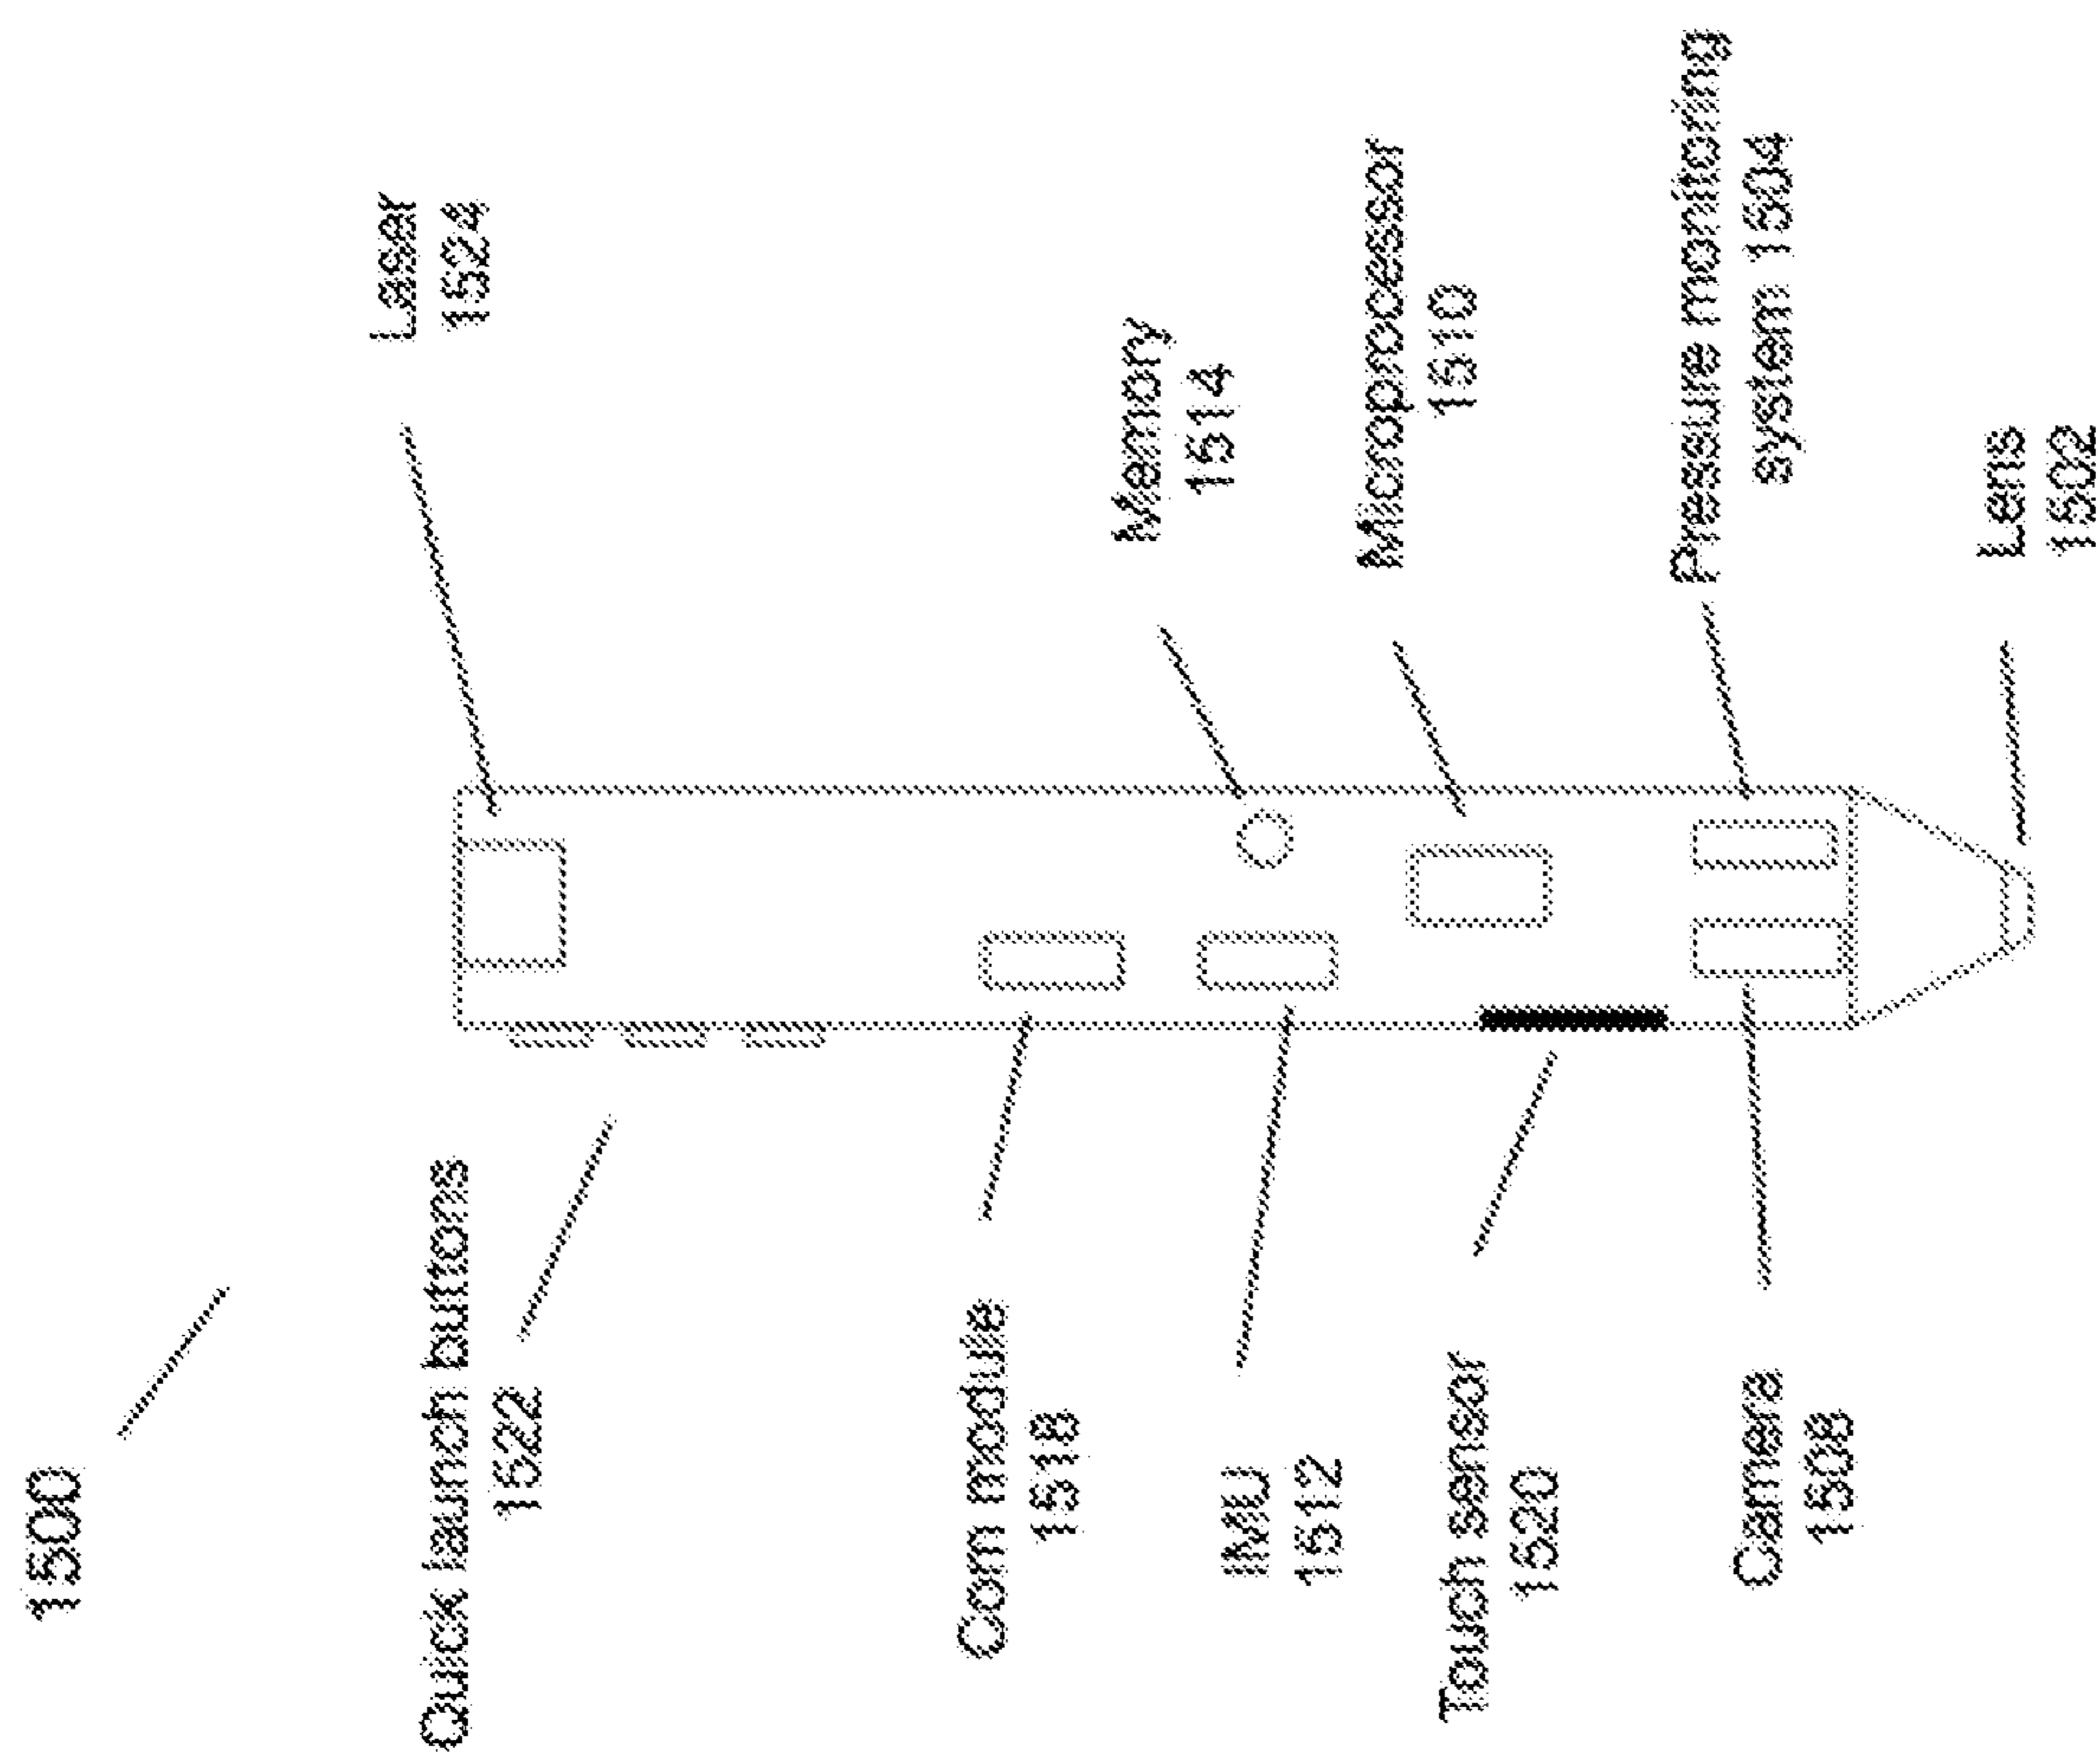 1500
Quick launch buttons
1522
Com module
1518
IMU
1512
Touch sensor
1520
Camera
1508
Laser
1524
Memory
1514
Microprocessor
1510
Pressure monitoring
system 1504
Lens
1502